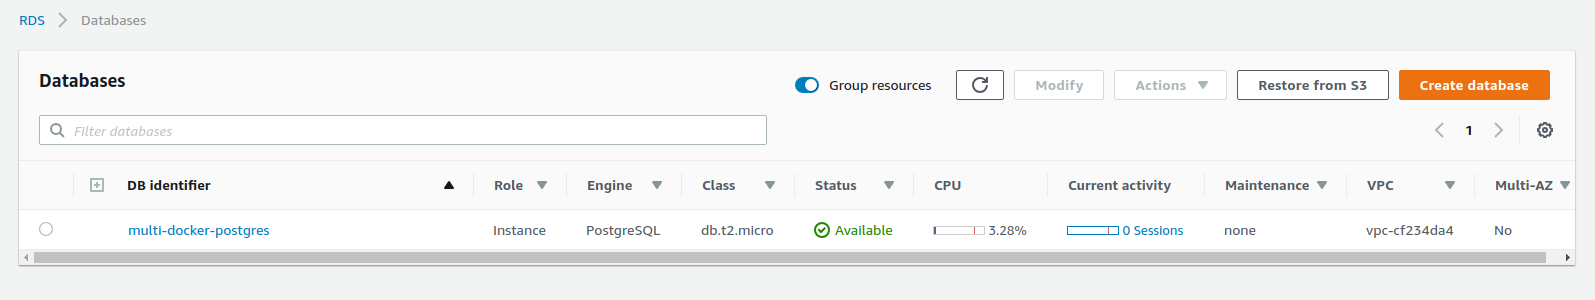 RDS > Databases
Databases
Group resources Modify Actions Restore from S3 Create database
Filter databases
1
DB identifier Role Engine Class Status CPU Current activity Maintenance VPC Multi-AZ
multi-docker-postgres Instance PostgreSQL db.t2.micro Available 3.28% 0 Sessions none vpc-cf234da4 No